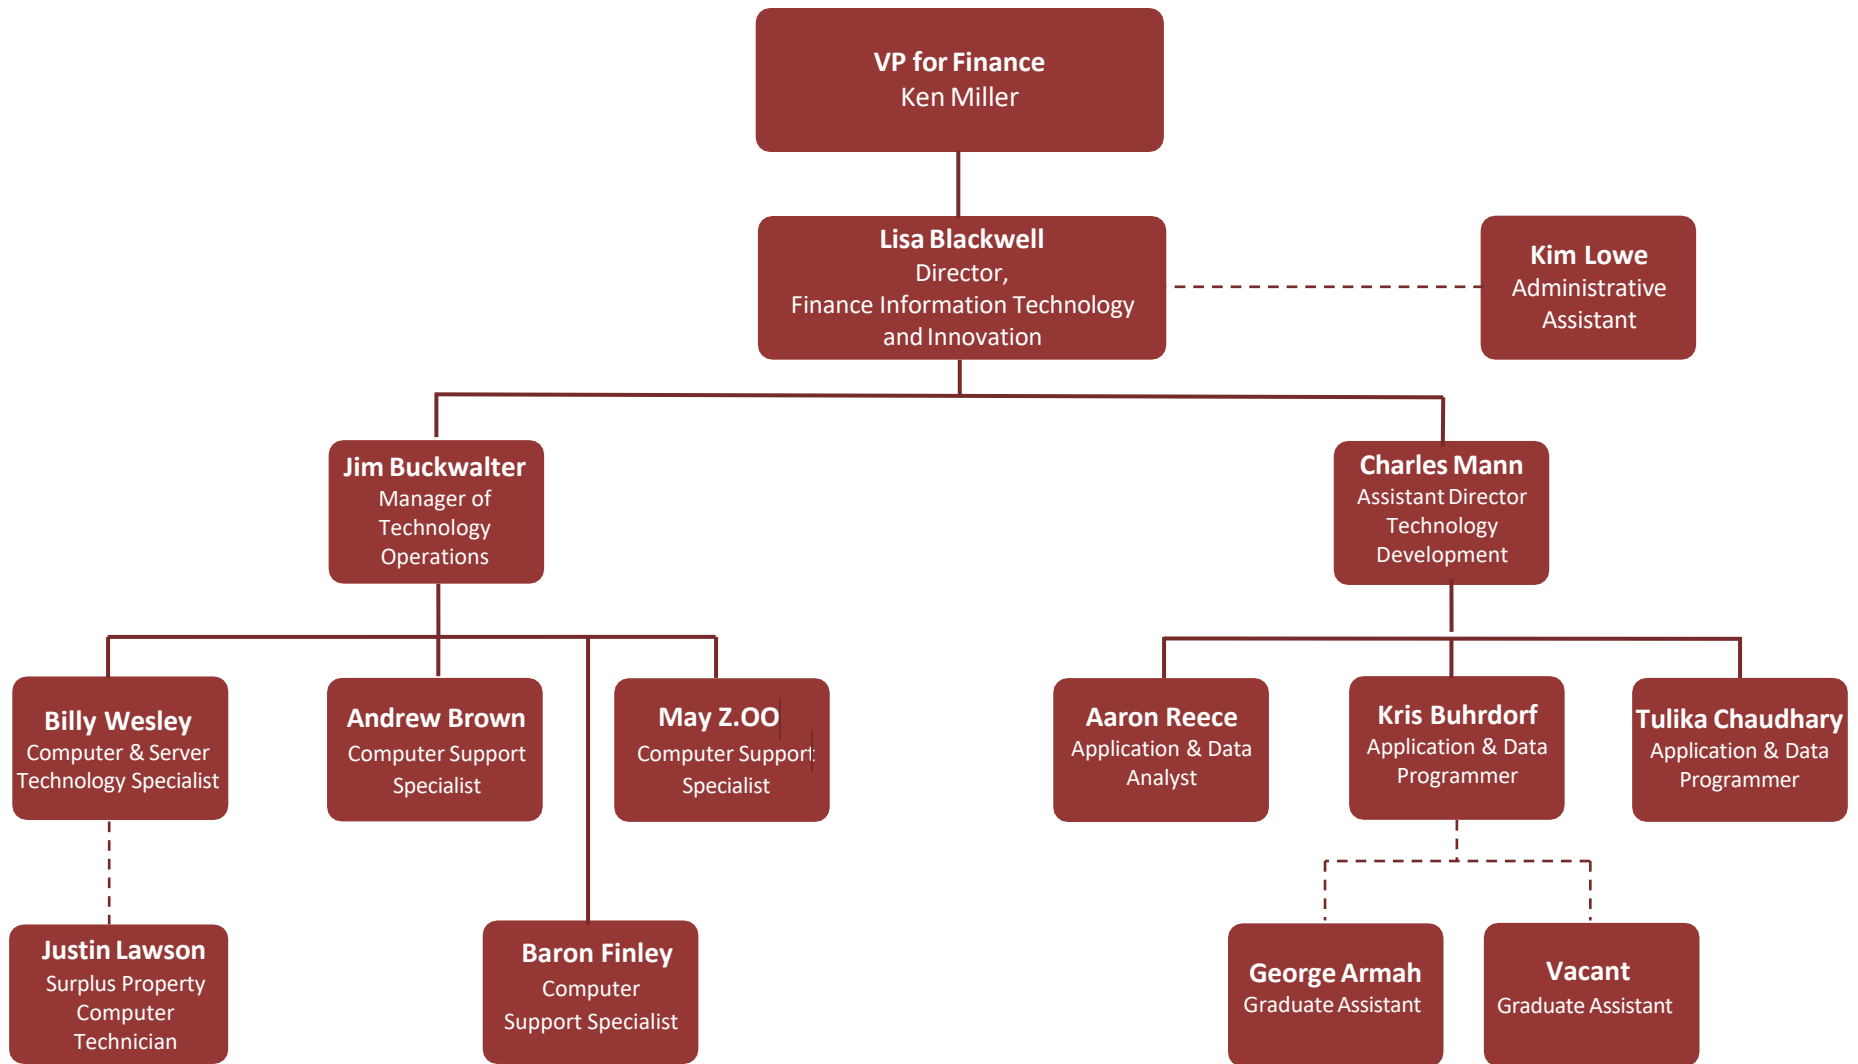 VP for Finance
Ken Miller
Lisa Blackwell
Director,
Finance Information Technology
and Innovation
Kim Lowe
Administrative
Assistant
Jim Buckwalter
Manager of
Technology
Operations
Charles Mann
Assistant Director
Technology
Development
Billy Wesley
Computer & Server
Technology Specialist
Andrew Brown
Computer Support
Specialist
May Z.OO
Computer Support
Specialist
Aaron Reece
Application & Data
Analyst
Kris Buhrdorf
Application & Data
Programmer
Tulika Chaudhary
Application & Data
Programmer
Justin Lawson
Surplus Property
Computer
Technician
Baron Finley
Computer
Support Specialist
George Armah
Graduate Assistant
Vacant
Graduate Assistant